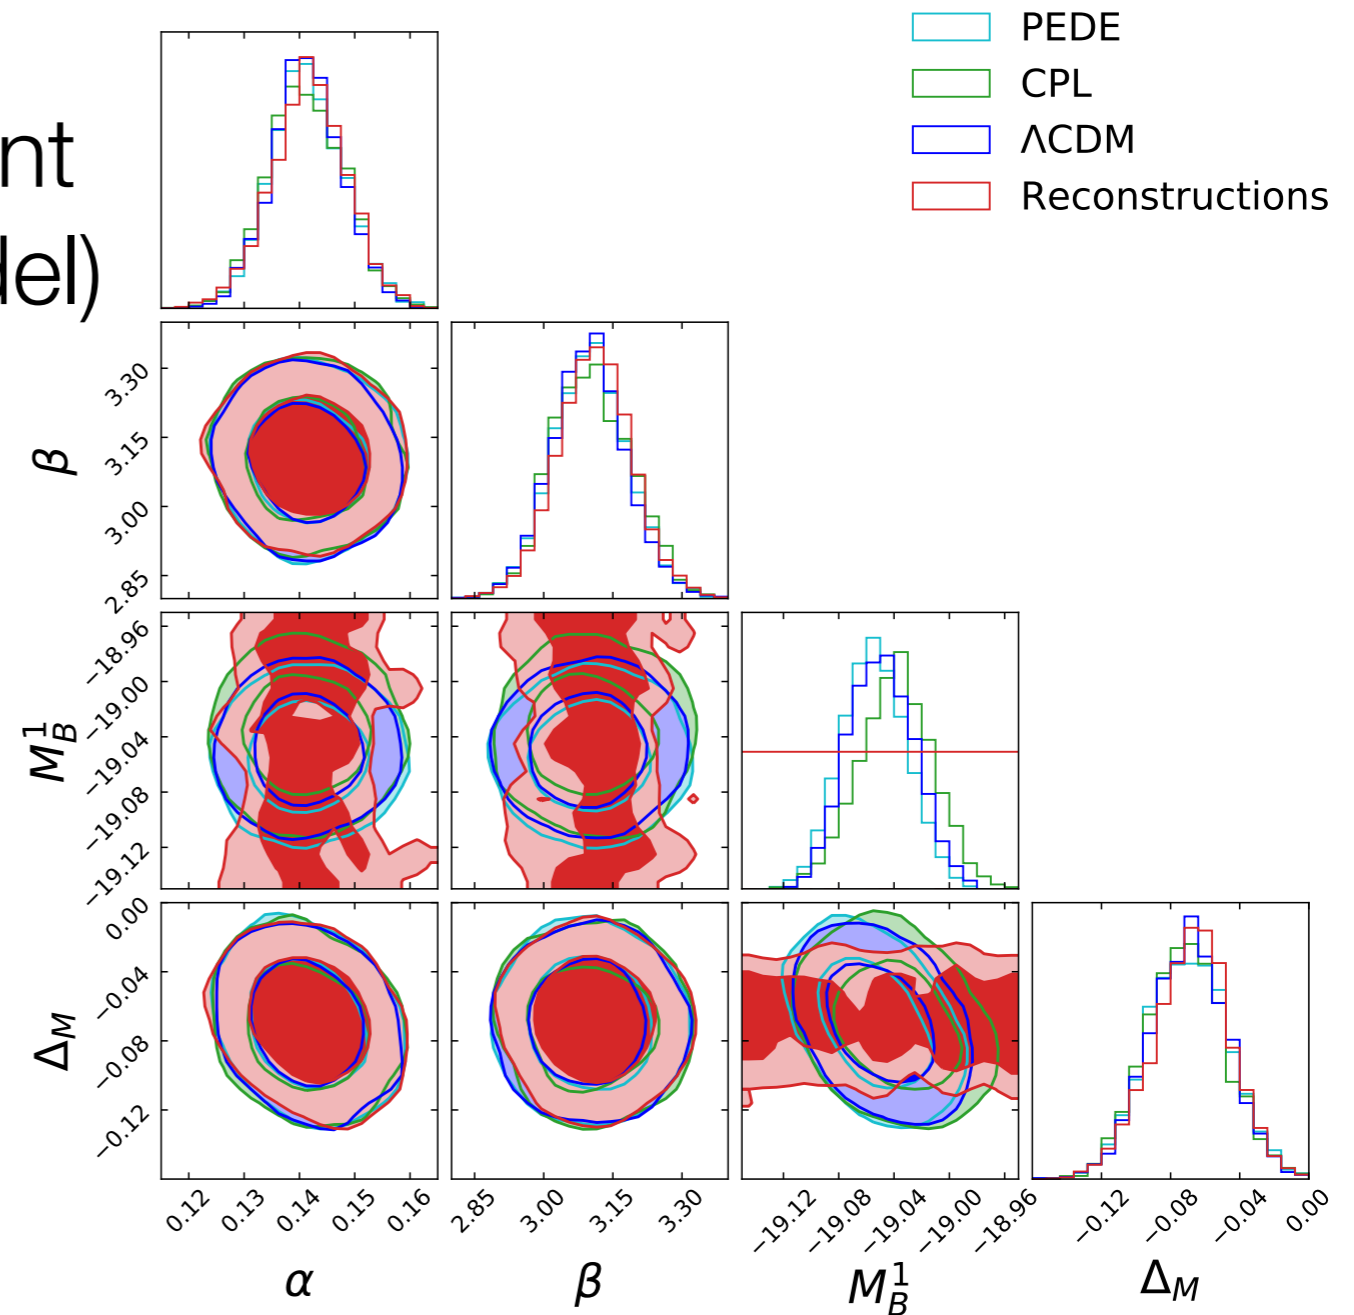 PEDE
CPL
ΛCDM
Reconstructions
nt
del)
β
3.30
3.15
3.00
2.85
M_B^1
−18.96
−19.00
−19.04
−19.08
−19.12
Δ_M
0.00
−0.04
−0.08
−0.12
0.12 0.13 0.14 0.15 0.16
2.85 3.00 3.15 3.30
−19.12 −19.08 −19.04 −19.00 −18.96
−0.12 −0.08 −0.04 0.00
α β M_B^1 Δ_M